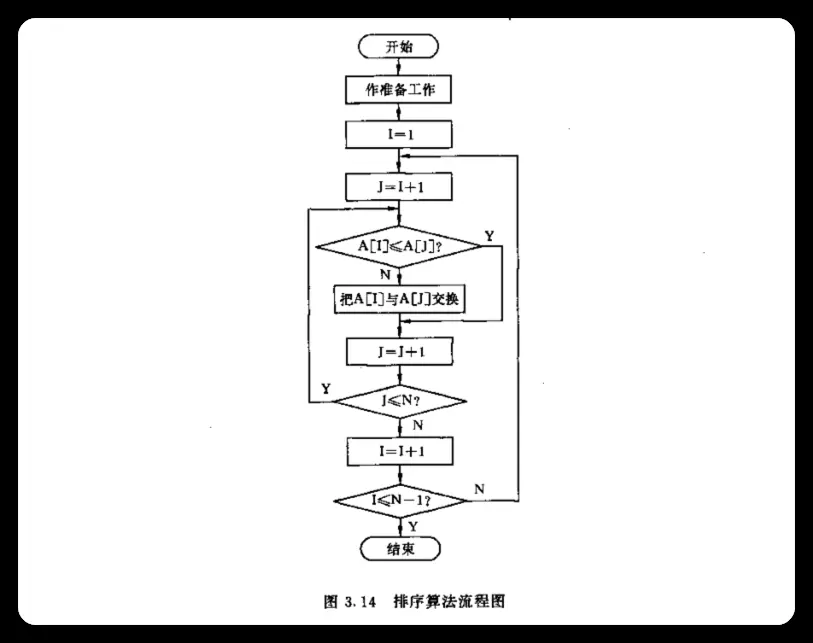 开始
作准备工作
I=1
J=I+1
A[I]≤A[J]?
Y
N
把A[I]与A[J]交换
J=J+1
Y
J≤N?
N
I=I+1
I≤N-1?
N
Y
结束
图 3.14 排序算法流程图